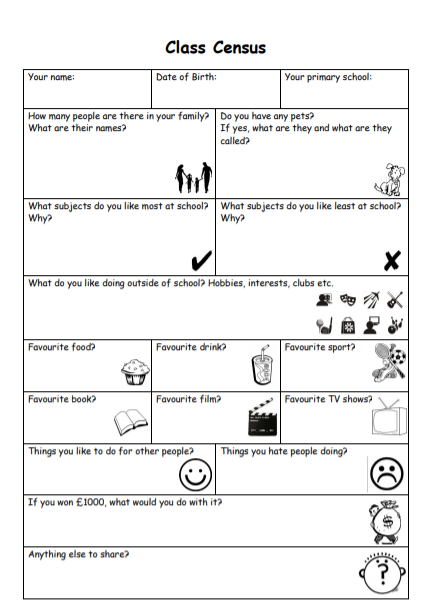 Class Census
Your name:
Date of Birth:
Your primary school:
How many people are there in your family?
What are their names?
Do you have any pets?
If yes, what are they and what are they
called?
What subjects do you like most at school?
Why?
What subjects do you like least at school?
Why?
What do you like doing outside of school? Hobbies, interests, clubs etc.
Favourite food?
Favourite drink?
Favourite sport?
Favourite book?
Favourite film?
Favourite TV shows?
Things you like to do for other people?
Things you hate people doing?
If you won £1000, what would you do with it?
$
Anything else to share?
?